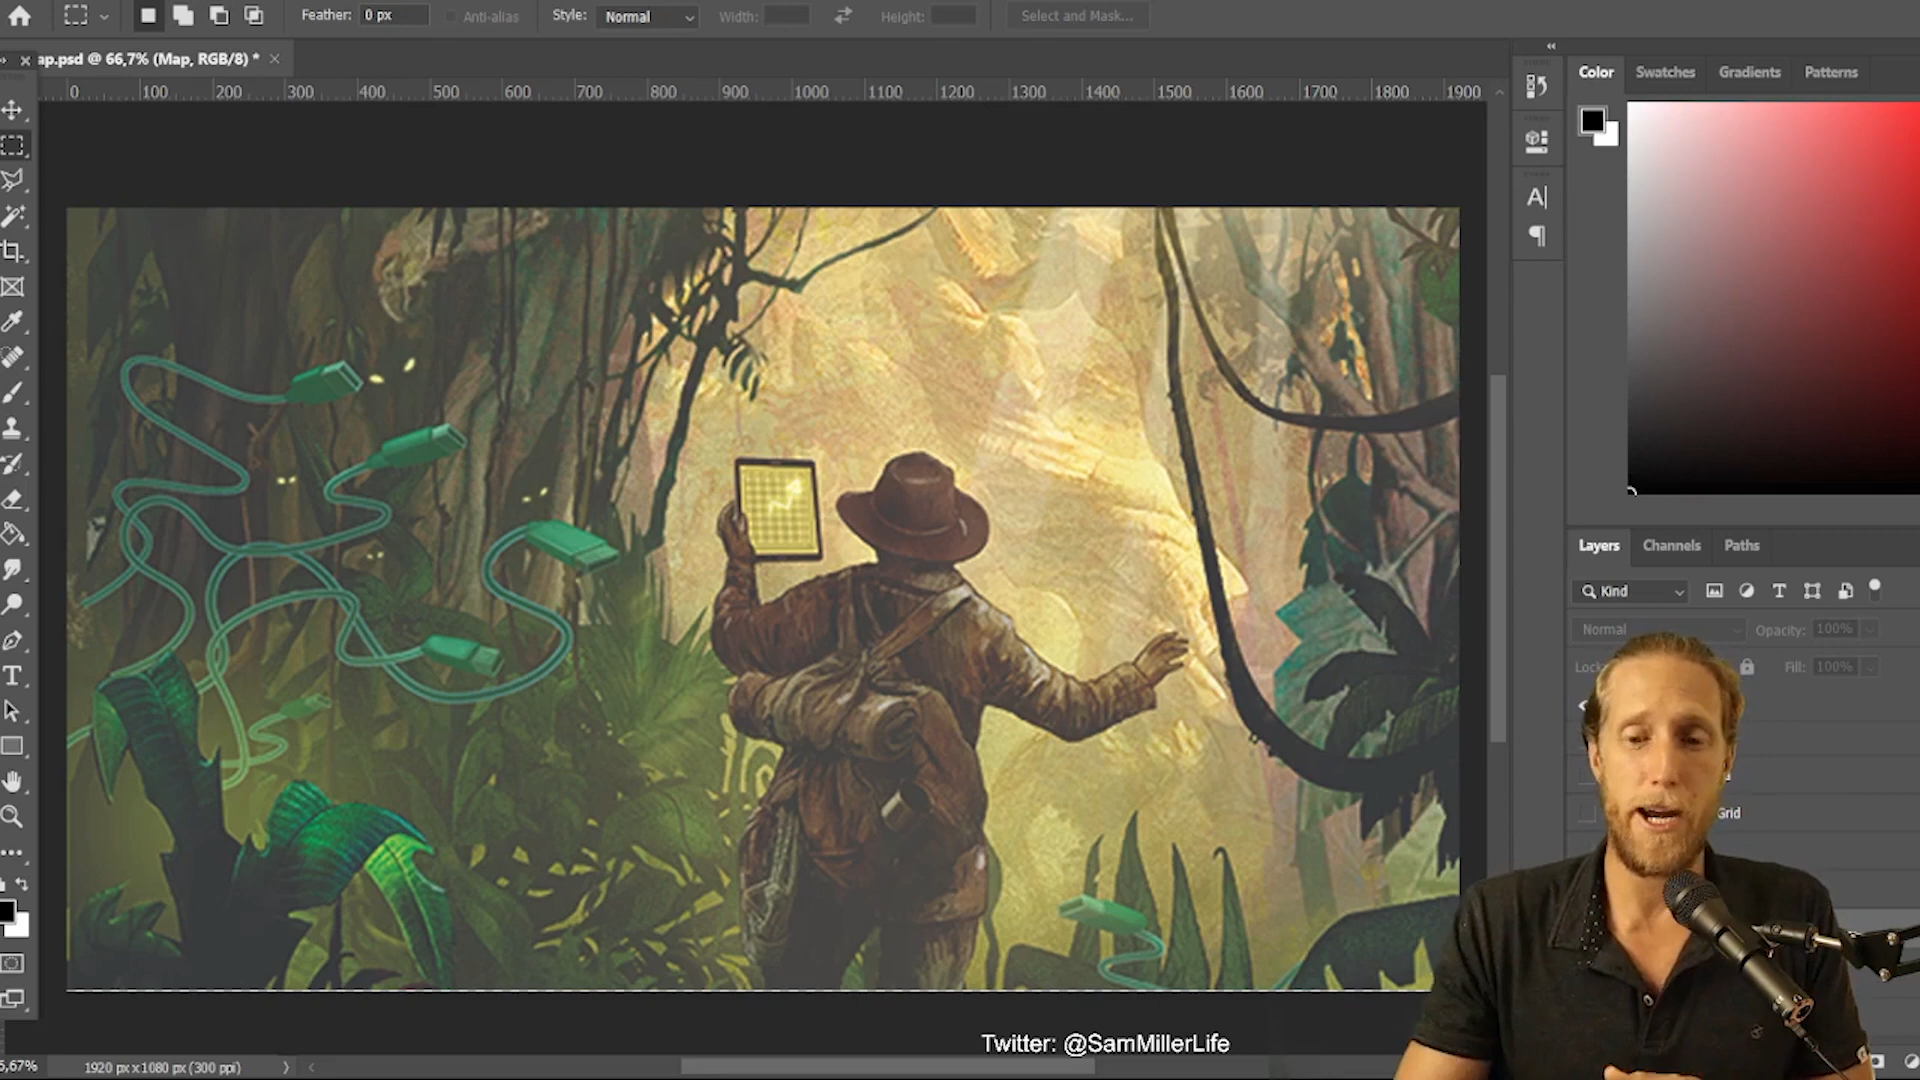 Feather: 0 px Anti-alias Style: Normal Width: Height: Select and Mask...
ap.psd @ 66,7% (Map, RGB/8) *
0 100 200 300 400 500 600 700 800 900 1000 1100 1200 1300 1400 1500 1600 1700 1800 1900
Color Swatches Gradients Patterns
Layers Channels Paths
Kind
Normal Opacity: 100%
Lock Fill: 100%
Grid
Twitter: @SamMillerLife
6,67% 1920 px x 1080 px (300 ppi)